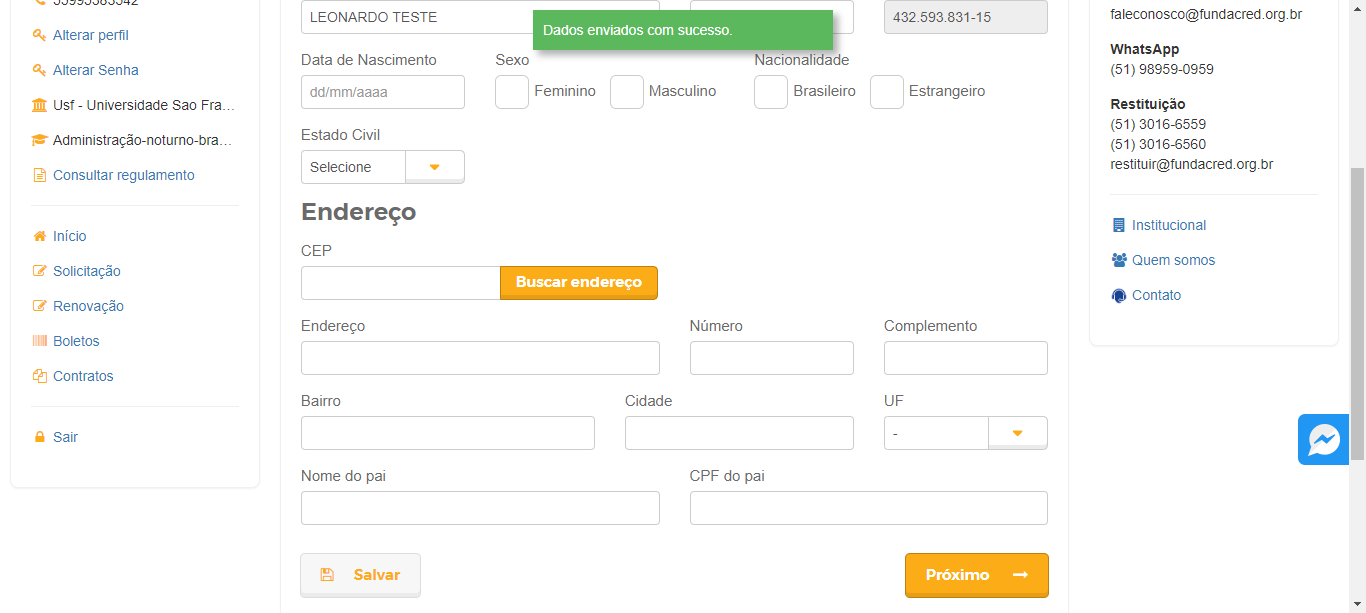 55995385542
Alterar perfil
Alterar Senha
Usf - Universidade Sao Fra...
Administração-noturno-bra...
Consultar regulamento
Início
Solicitação
Renovação
Boletos
Contratos
Sair
LEONARDO TESTE
432.593.831-15
Dados enviados com sucesso.
Data de Nascimento Sexo Nacionalidade
dd/mm/aaaa Feminino Masculino Brasileiro Estrangeiro
Estado Civil
Selecione
Endereço
CEP
Buscar endereço
Endereço Número Complemento
Bairro Cidade UF
-
Nome do pai CPF do pai
Salvar Próximo
faleconosco@fundacred.org.br
WhatsApp
(51) 98959-0959
Restituição
(51) 3016-6559
(51) 3016-6560
restituir@fundacred.org.br
Institucional
Quem somos
Contato